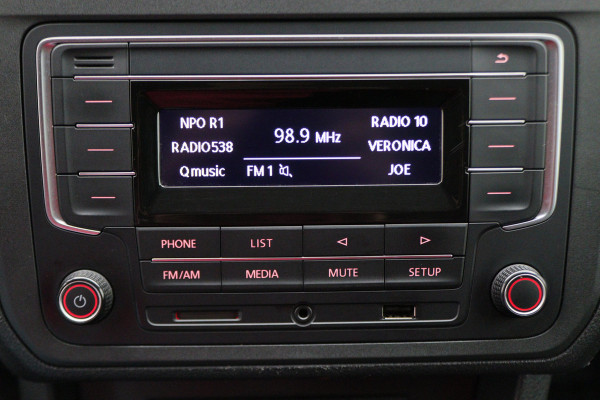 NPO R1
98.9 MHz
RADIO 10
RADIO538
VERONICA
Qmusic
FM 1
JOE
PHONE
LIST
FM/AM
MEDIA
MUTE
SETUP